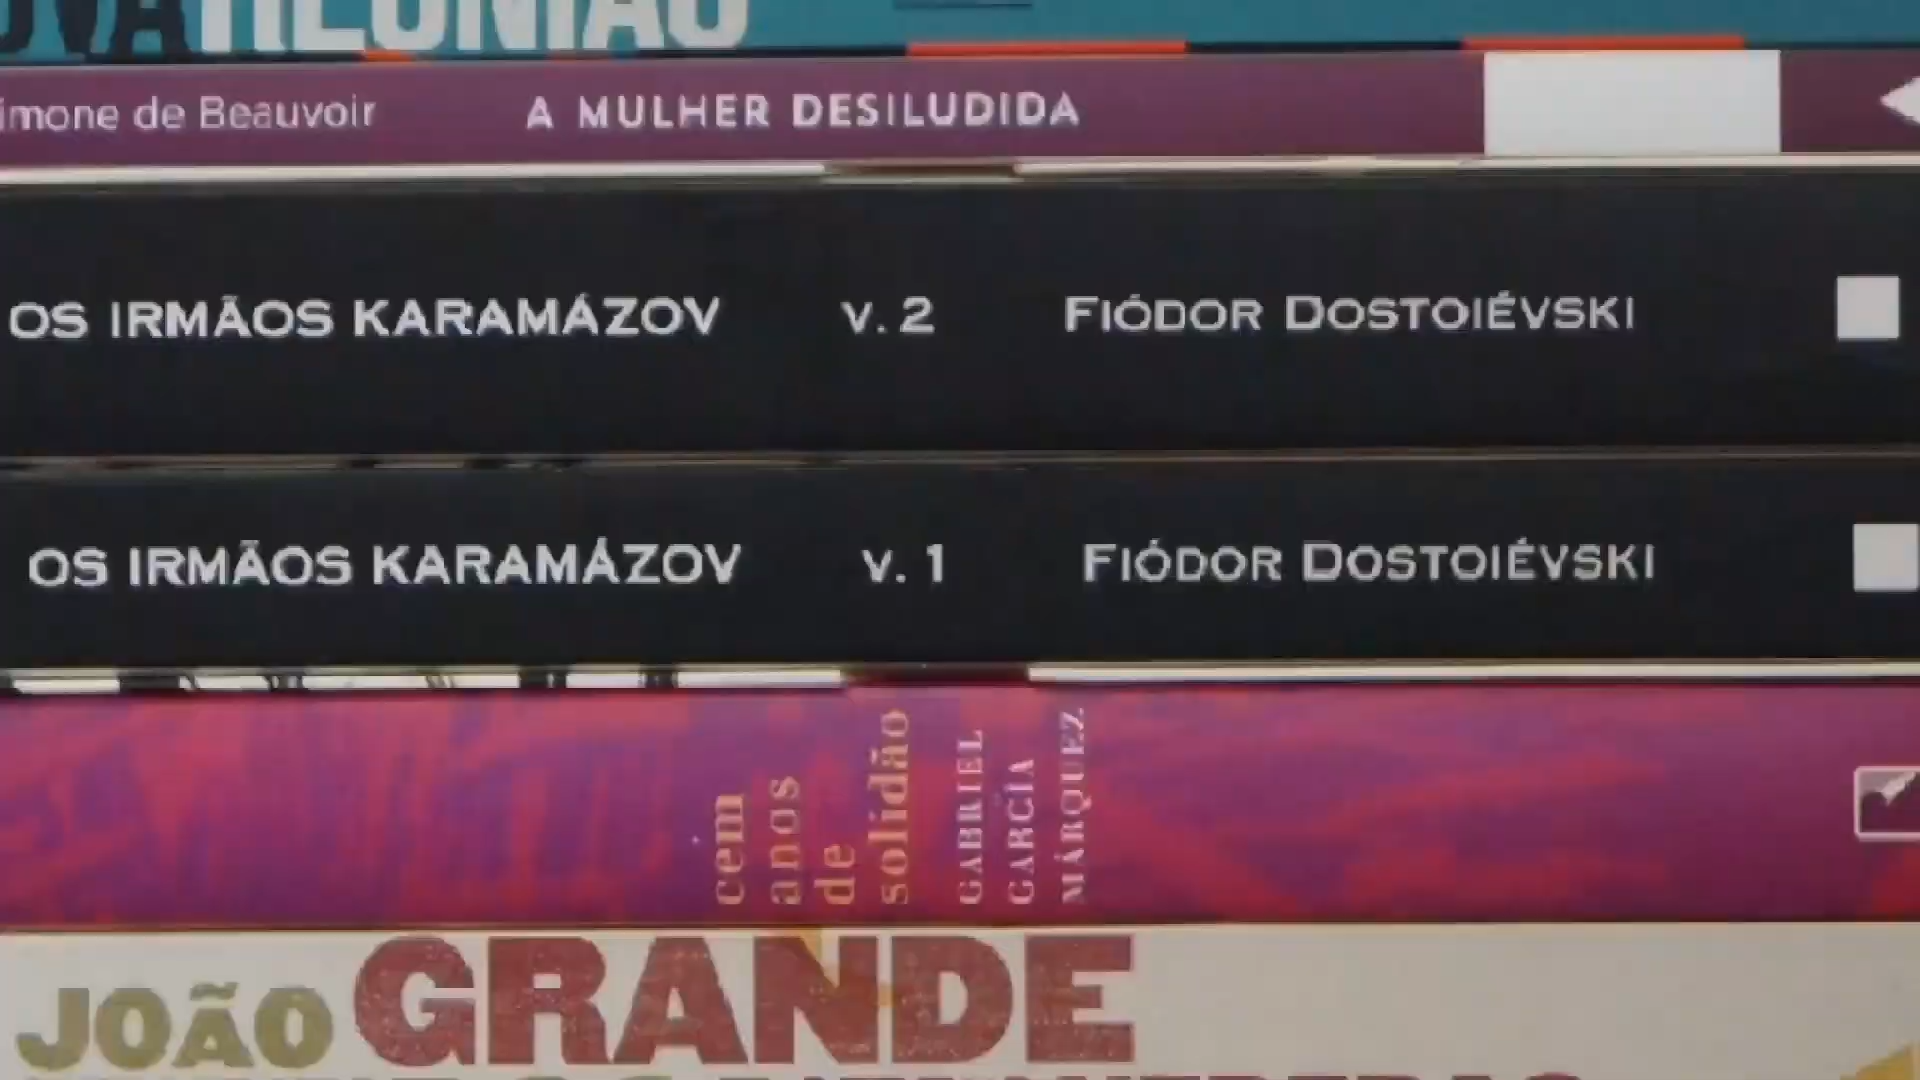 REUNIÃO
imone de Beauvoir A MULHER DESILUDIDA
OS IRMÃOS KARAMÁZOV v. 2 FIÓDOR DOSTOIÉVSKI
OS IRMÃOS KARAMÁZOV v. 1 FIÓDOR DOSTOIÉVSKI
cem
anos
de
solidão
GABRIEL
GARCÍA
MÁRQUEZ
JOÃO GRANDE